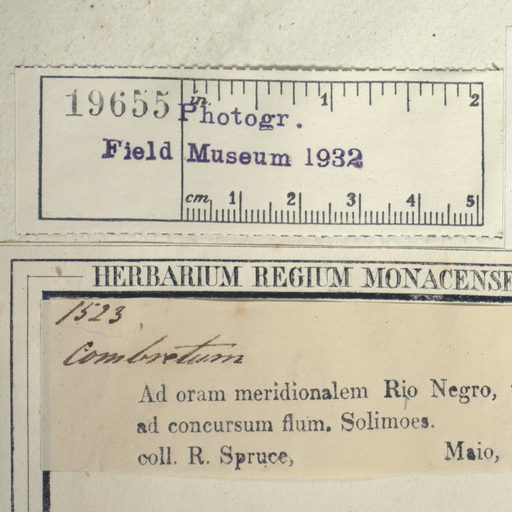 19655
in.
1
2
Photogr.
Field Museum 1932
cm. 1 2 3 4 5
HERBARIUM REGIUM MONACENSE
1523
Combretum
Ad oram meridionalem Rio Negro,
ad concursum flum. Solimoes.
coll. R. Spruce, Maio,